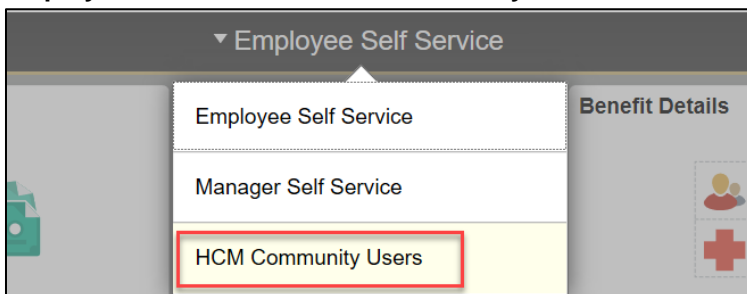 Employee Self Service
Employee Self Service
Benefit Details
Manager Self Service
HCM Community Users